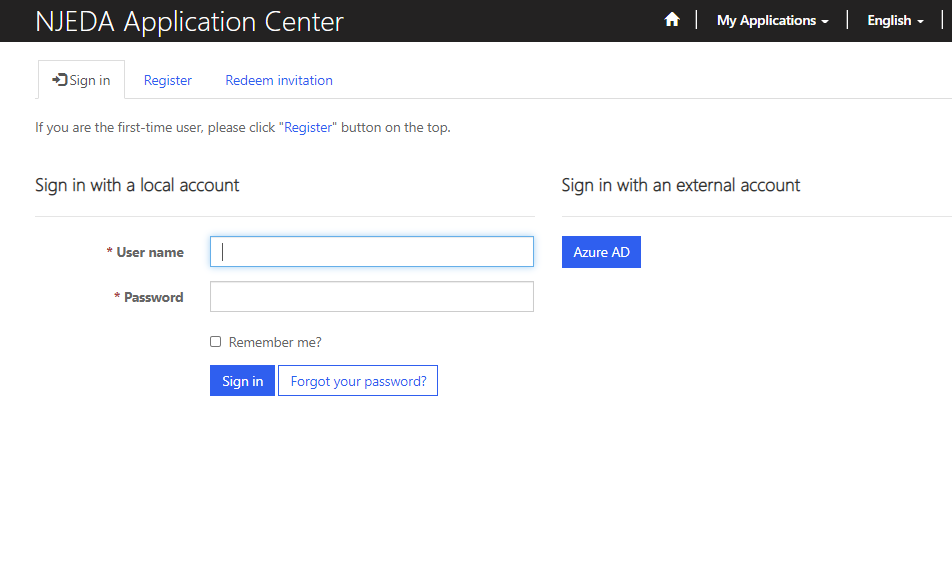 NJEDA Application Center
My Applications
English
Sign in
Register
Redeem invitation
If you are the first-time user, please click "Register" button on the top.
Sign in with a local account
* User name
* Password
Remember me?
Sign in
Forgot your password?
Sign in with an external account
Azure AD